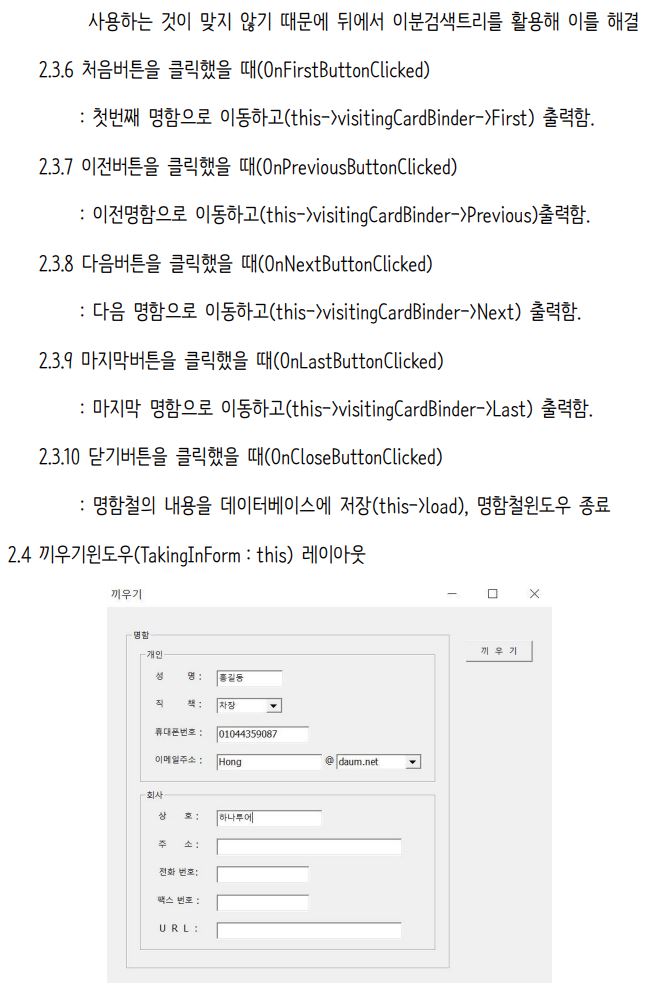 사용하는 것이 맞지 않기 때문에 뒤에서 이분검색트리를 활용해 이를 해결
2.3.6 처음버튼을 클릭했을 때(OnFirstButtonClicked)
: 첫번째 명함으로 이동하고(this->visitingCardBinder->First) 출력함.
2.3.7 이전버튼을 클릭했을 때(OnPreviousButtonClicked)
: 이전명함으로 이동하고(this->visitingCardBinder->Previous)출력함.
2.3.8 다음버튼을 클릭했을 때(OnNextButtonClicked)
: 다음 명함으로 이동하고(this->visitingCardBinder->Next) 출력함.
2.3.9 마지막버튼을 클릭했을 때(OnLastButtonClicked)
: 마지막 명함으로 이동하고(this->visitingCardBinder->Last) 출력함.
2.3.10 닫기버튼을 클릭했을 때(OnCloseButtonClicked)
: 명함철의 내용을 데이터베이스에 저장(this->load), 명함철윈도우 종료
2.4 끼우기윈도우(TakingInForm : this) 레이아웃
끼우기
명함
끼 우 기
개인
성 명 : 홍길동
직 책 : 차장
휴대폰번호 : 01044359087
이메일주소 : Hong @ daum.net
회사
상 호 : 하나투어
주 소 :
전화 번호:
팩스 번호 :
U R L :